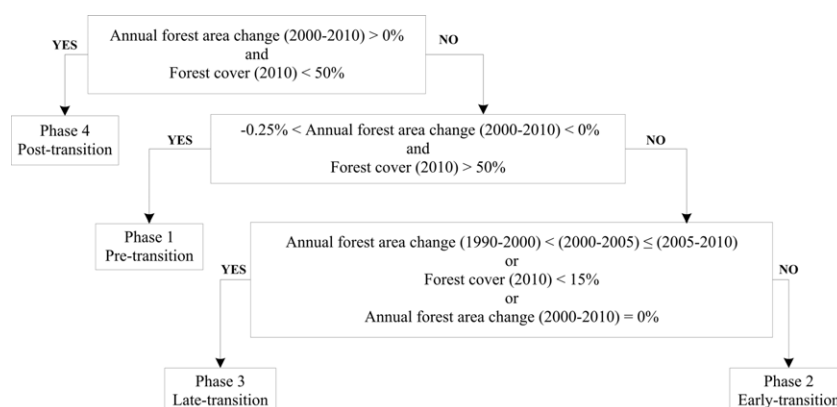 Annual forest area change (2000-2010) > 0%
and
Forest cover (2010) < 50%
YES
NO
Phase 4
Post-transition
-0.25% < Annual forest area change (2000-2010) < 0%
and
Forest cover (2010) > 50%
YES
NO
Phase 1
Pre-transition
Annual forest area change (1990-2000) < (2000-2005) ≤ (2005-2010)
or
Forest cover (2010) < 15%
or
Annual forest area change (2000-2010) = 0%
YES
NO
Phase 3
Late-transition
Phase 2
Early-transition